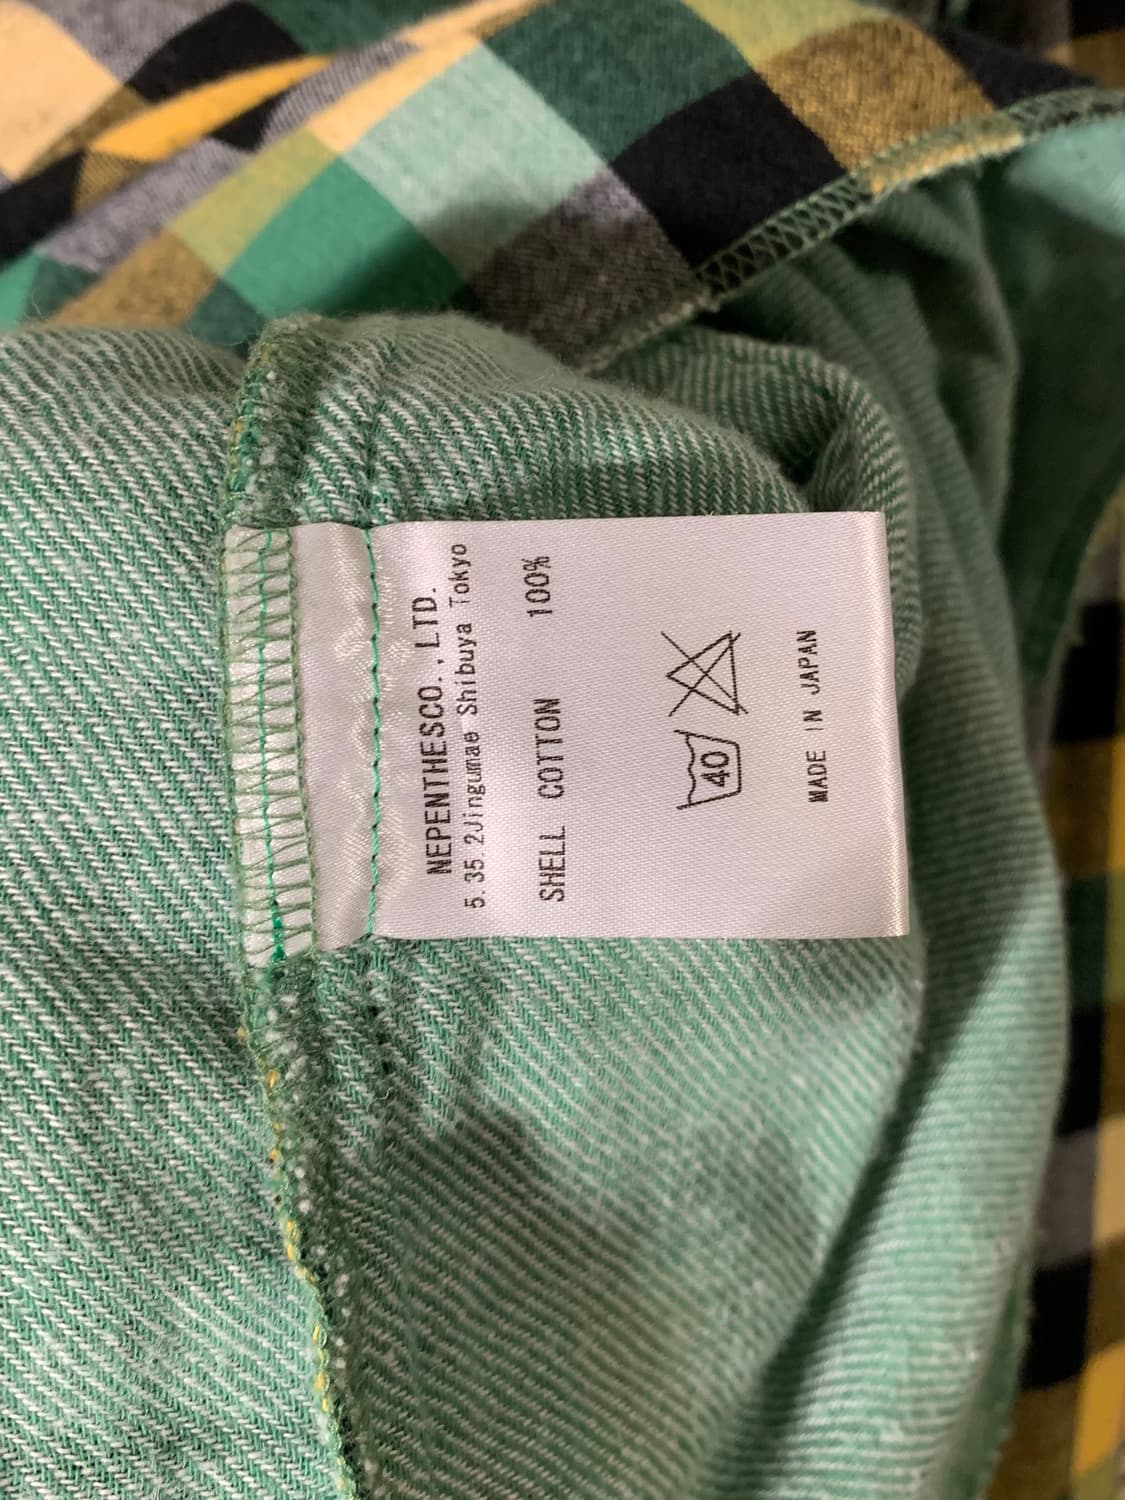 NEPENTHESCO.,LTD.
5.35.2Jingumae Shibuya Tokyo
SHELL COTTON 100%
40
MADE IN JAPAN